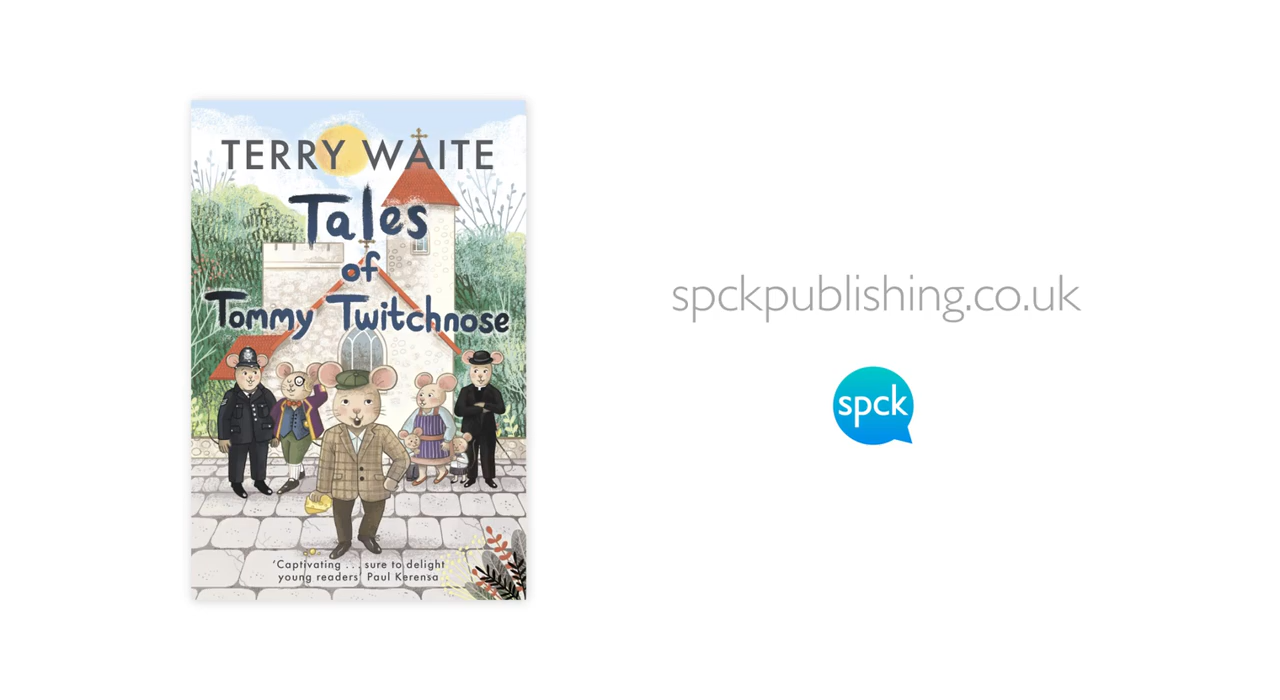 TERRY WAITE
Tales
of
Tommy Twitchnose
'Captivating ... sure to delight
young readers' Paul Kerensa
spckpublishing.co.uk
spck